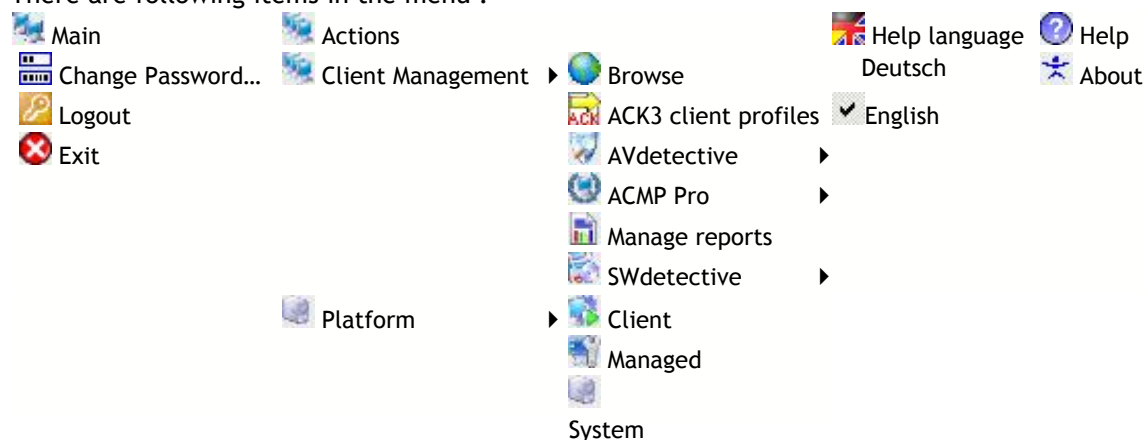 There are following items in the menu :
Main Actions Help language Help
Change Password... Client Management Browse Deutsch About
Logout ACK3 client profiles English
Exit AVdetective
ACMP Pro
Manage reports
SWdetective
Platform Client
Managed
System